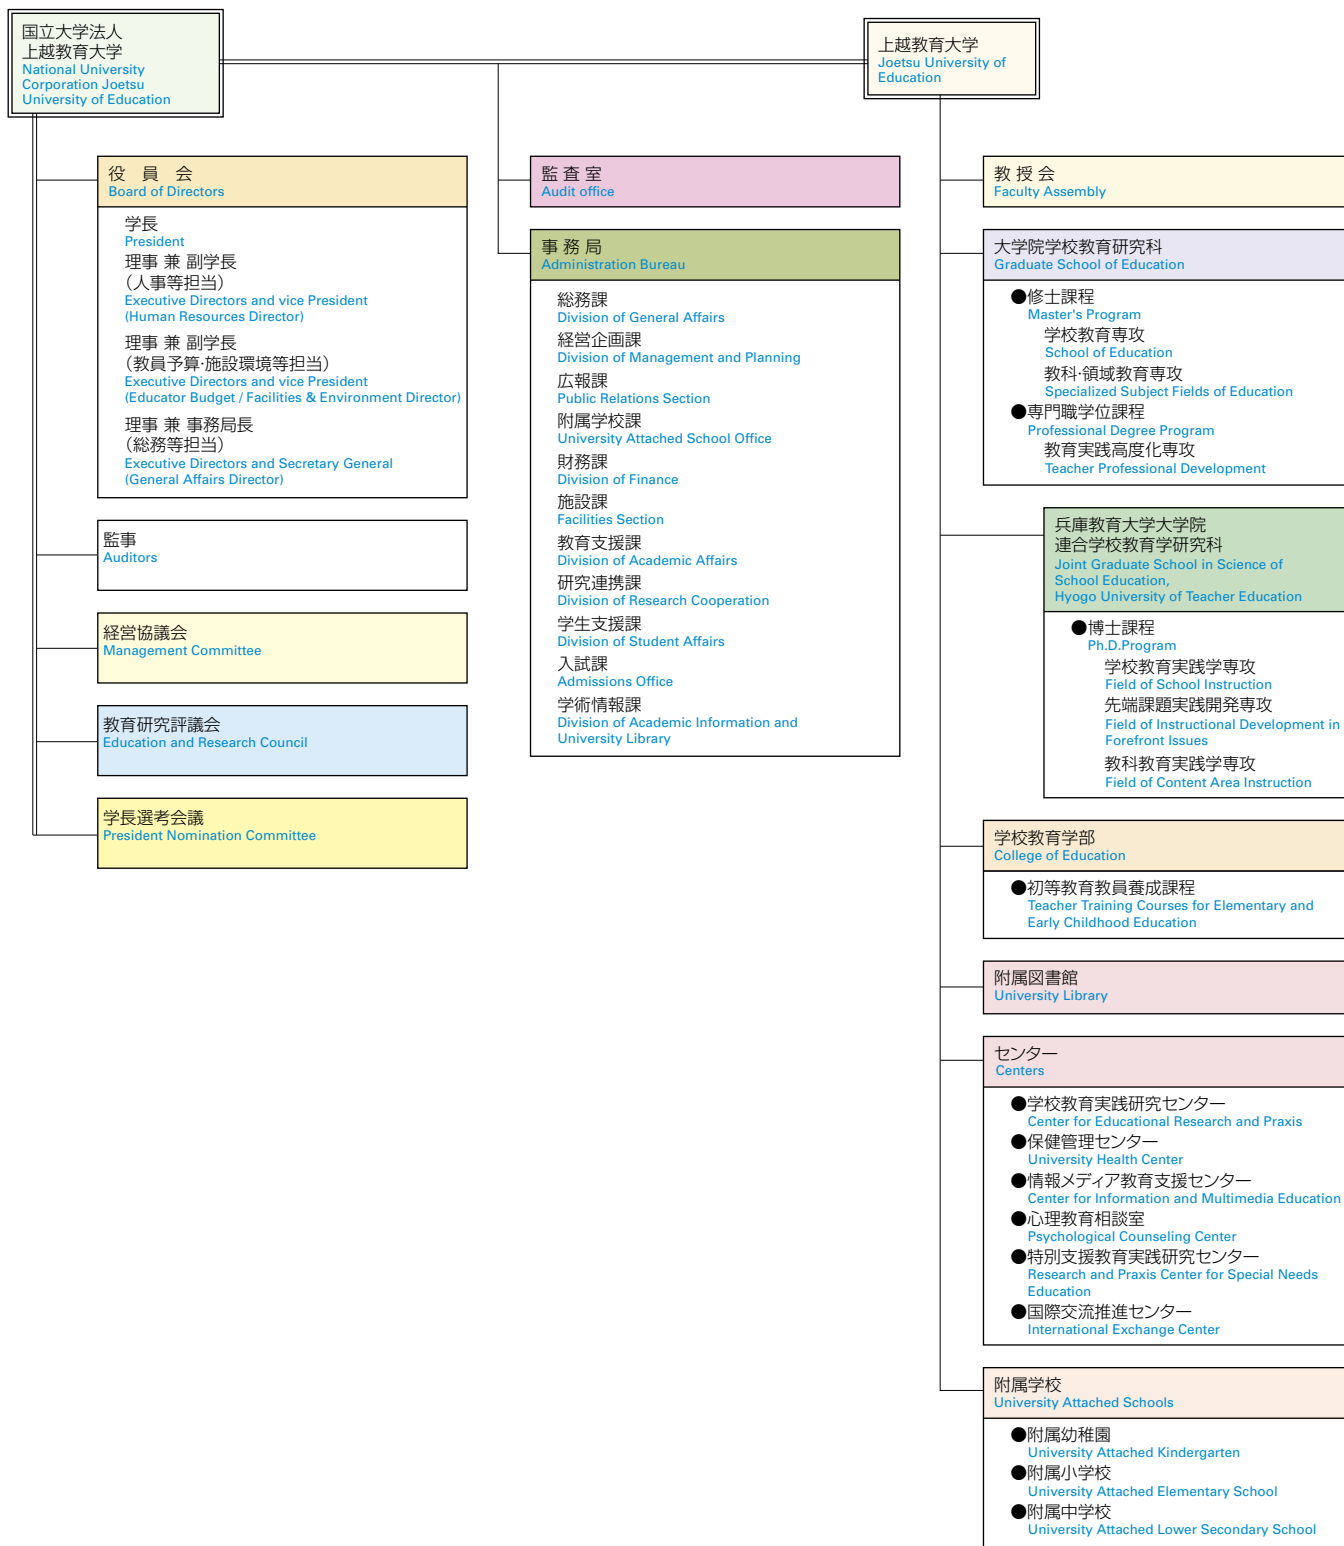 国立大学法人
上越教育大学
National University
Corporation Joetsu
University of Education
上越教育大学
Joetsu University of
Education
役 員 会
Board of Directors
学長
President
理事 兼 副学長
（人事等担当）
Executive Directors and vice President
(Human Resources Director)
理事 兼 副学長
（教員予算・施設環境等担当）
Executive Directors and vice President
(Educator Budget / Facilities & Environment Director)
理事 兼 事務局長
（総務等担当）
Executive Directors and Secretary General
(General Affairs Director)
監事
Auditors
経営協議会
Management Committee
教育研究評議会
Education and Research Council
学長選考会議
President Nomination Committee
監 査 室
Audit office
事 務 局
Administration Bureau
総務課
Division of General Affairs
経営企画課
Division of Management and Planning
広報課
Public Relations Section
附属学校課
University Attached School Office
財務課
Division of Finance
施設課
Facilities Section
教育支援課
Division of Academic Affairs
研究連携課
Division of Research Cooperation
学生支援課
Division of Student Affairs
入試課
Admissions Office
学術情報課
Division of Academic Information and
University Library
教 授 会
Faculty Assembly
大学院学校教育研究科
Graduate School of Education
●修士課程
Master's Program
学校教育専攻
School of Education
教科・領域教育専攻
Specialized Subject Fields of Education
●専門職学位課程
Professional Degree Program
教育実践高度化専攻
Teacher Professional Development
兵庫教育大学大学院
連合学校教育学研究科
Joint Graduate School in Science of
School Education,
Hyogo University of Teacher Education
●博士課程
Ph.D.Program
学校教育実践学専攻
Field of School Instruction
先端課題実践開発専攻
Field of Instructional Development in
Forefront Issues
教科教育実践学専攻
Field of Content Area Instruction
学校教育学部
College of Education
●初等教育教員養成課程
Teacher Training Courses for Elementary and
Early Childhood Education
附属図書館
University Library
センター
Centers
●学校教育実践研究センター
Center for Educational Research and Praxis
●保健管理センター
University Health Center
●情報メディア教育支援センター
Center for Information and Multimedia Education
●心理教育相談室
Psychological Counseling Center
●特別支援教育実践研究センター
Research and Praxis Center for Special Needs
Education
●国際交流推進センター
International Exchange Center
附属学校
University Attached Schools
●附属幼稚園
University Attached Kindergarten
●附属小学校
University Attached Elementary School
●附属中学校
University Attached Lower Secondary School